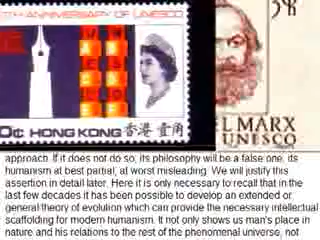 TH ANNIVERSARY OF UNESCO
0¢ HONG KONG 香港 壹角
L MARX
UNESCO
approach. If it does not do so, its philosophy will be a false one, its
humanism at best partial, at worst misleading. We will justify this
assertion in detail later. Here it is only necessary to recall that in the
last few decades it has been possible to develop an extended or
general theory of evolution which can provide the necessary intellectual
scaffolding for modern humanism. It not only shows us man's place in
nature and his relations to the rest of the phenomenal universe, not